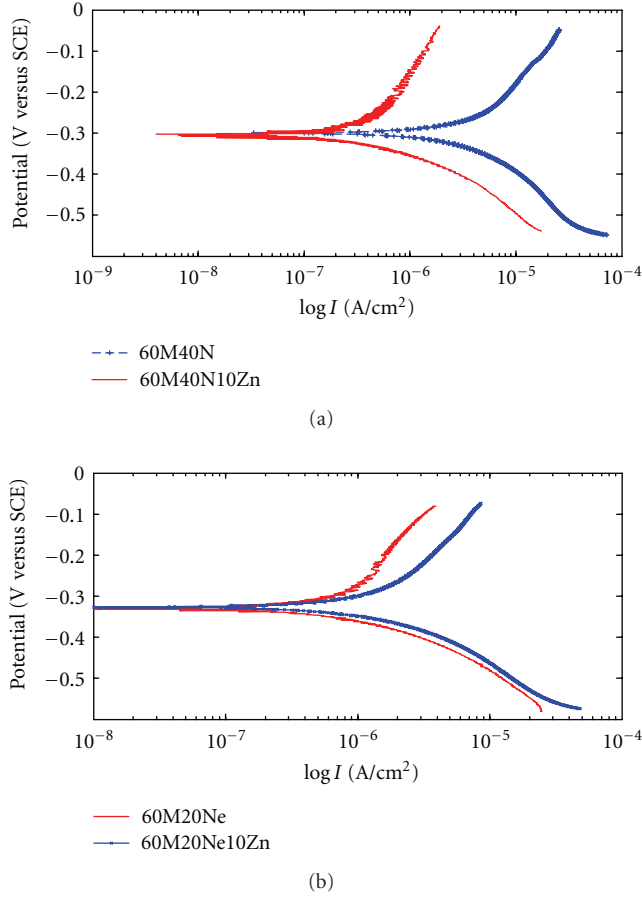 0
−0.1
−0.2
−0.3
−0.4
−0.5
Potential (V versus SCE)
10−9 10−8 10−7 10−6 10−5 10−4
log I (A/cm2)
60M40N
60M40N10Zn
(a)
0
−0.1
−0.2
−0.3
−0.4
−0.5
Potential (V versus SCE)
10−8 10−7 10−6 10−5 10−4
log I (A/cm2)
60M20Ne
60M20Ne10Zn
(b)